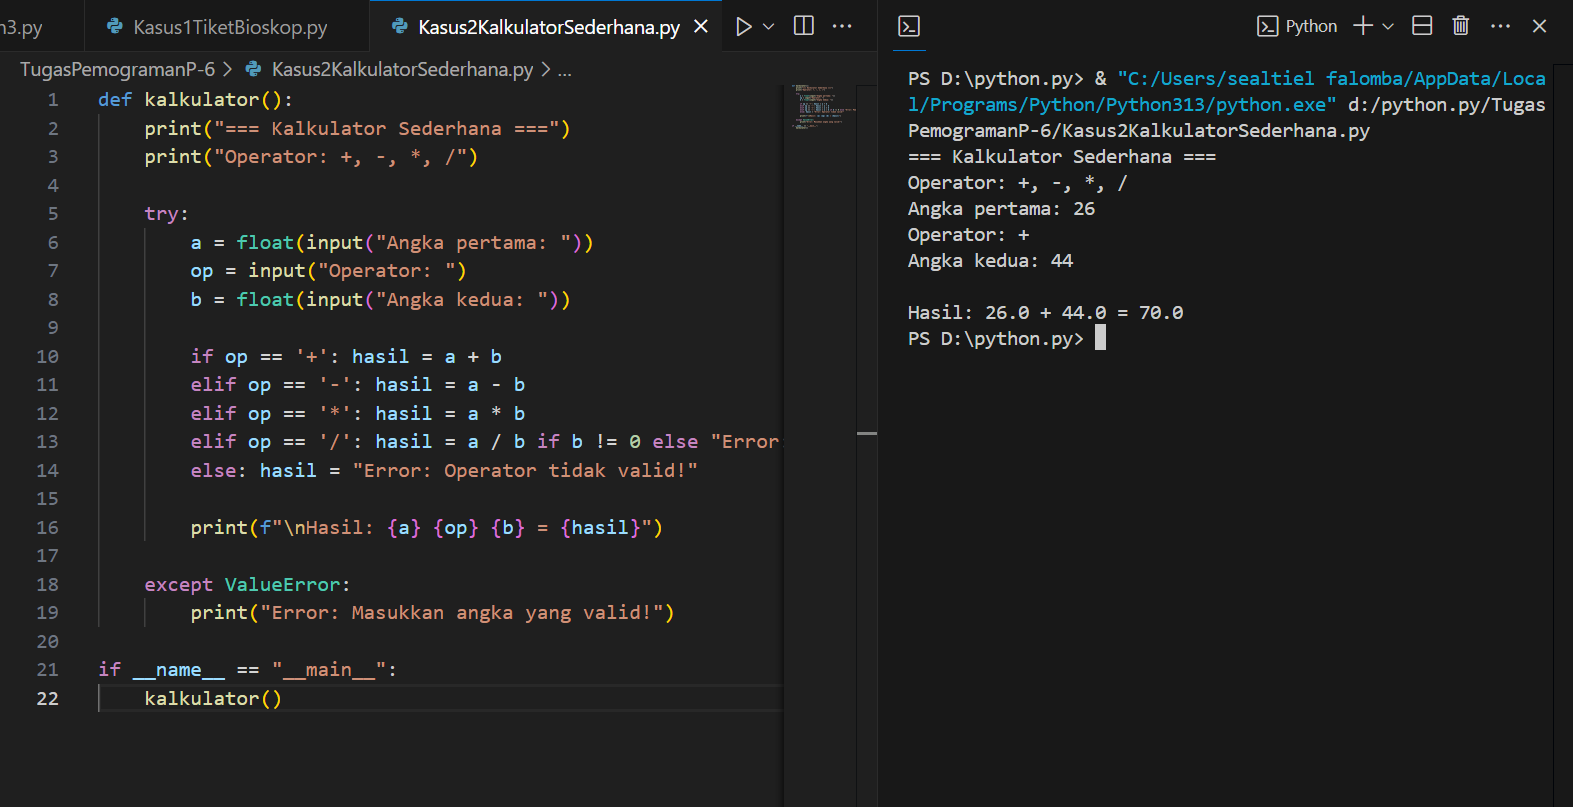 n3.py
Kasus1TiketBioskop.py
Kasus2KalkulatorSederhana.py
TugasPemogramanP-6 > Kasus2KalkulatorSederhana.py > ...
1 def kalkulator():
2     print("=== Kalkulator Sederhana ===")
3     print("Operator: +, -, *, /")
4
5     try:
6         a = float(input("Angka pertama: "))
7         op = input("Operator: ")
8         b = float(input("Angka kedua: "))
9
10         if op == '+': hasil = a + b
11         elif op == '-': hasil = a - b
12         elif op == '*': hasil = a * b
13         elif op == '/': hasil = a / b if b != 0 else "Error:
14         else: hasil = "Error: Operator tidak valid!"
15
16         print(f"\nHasil: {a} {op} {b} = {hasil}")
17
18     except ValueError:
19         print("Error: Masukkan angka yang valid!")
20
21 if __name__ == "__main__":
22     kalkulator()
Python
PS D:\python.py> & "C:/Users/sealtiel falomba/AppData/Loca
l/Programs/Python/Python313/python.exe" d:/python.py/Tugas
PemogramanP-6/Kasus2KalkulatorSederhana.py
=== Kalkulator Sederhana ===
Operator: +, -, *, /
Angka pertama: 26
Operator: +
Angka kedua: 44

Hasil: 26.0 + 44.0 = 70.0
PS D:\python.py>